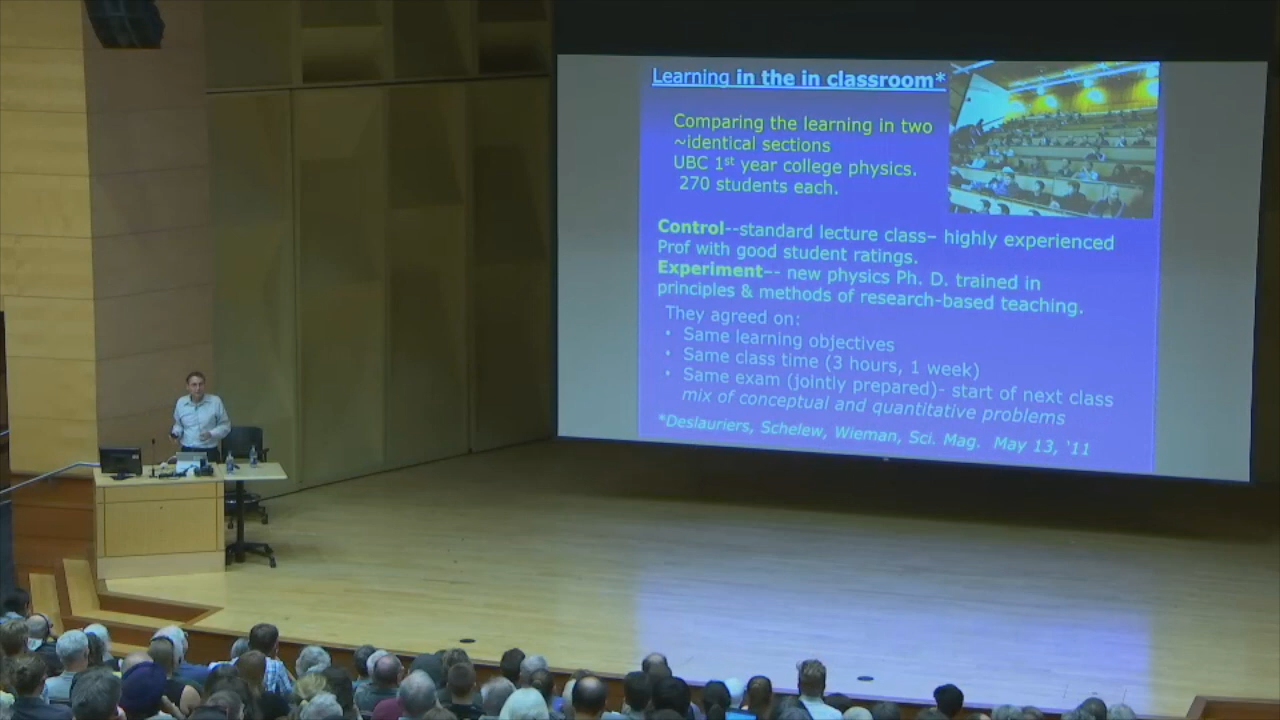 Learning in the in classroom*
Comparing the learning in two
~identical sections
UBC 1st year college physics.
270 students each.
Control--standard lecture class– highly experienced
Prof with good student ratings.
Experiment–- new physics Ph. D. trained in
principles & methods of research-based teaching.
They agreed on:
• Same learning objectives
• Same class time (3 hours, 1 week)
• Same exam (jointly prepared)- start of next class
mix of conceptual and quantitative problems
*Deslauriers, Schelew, Wieman, Sci. Mag. May 13, '11